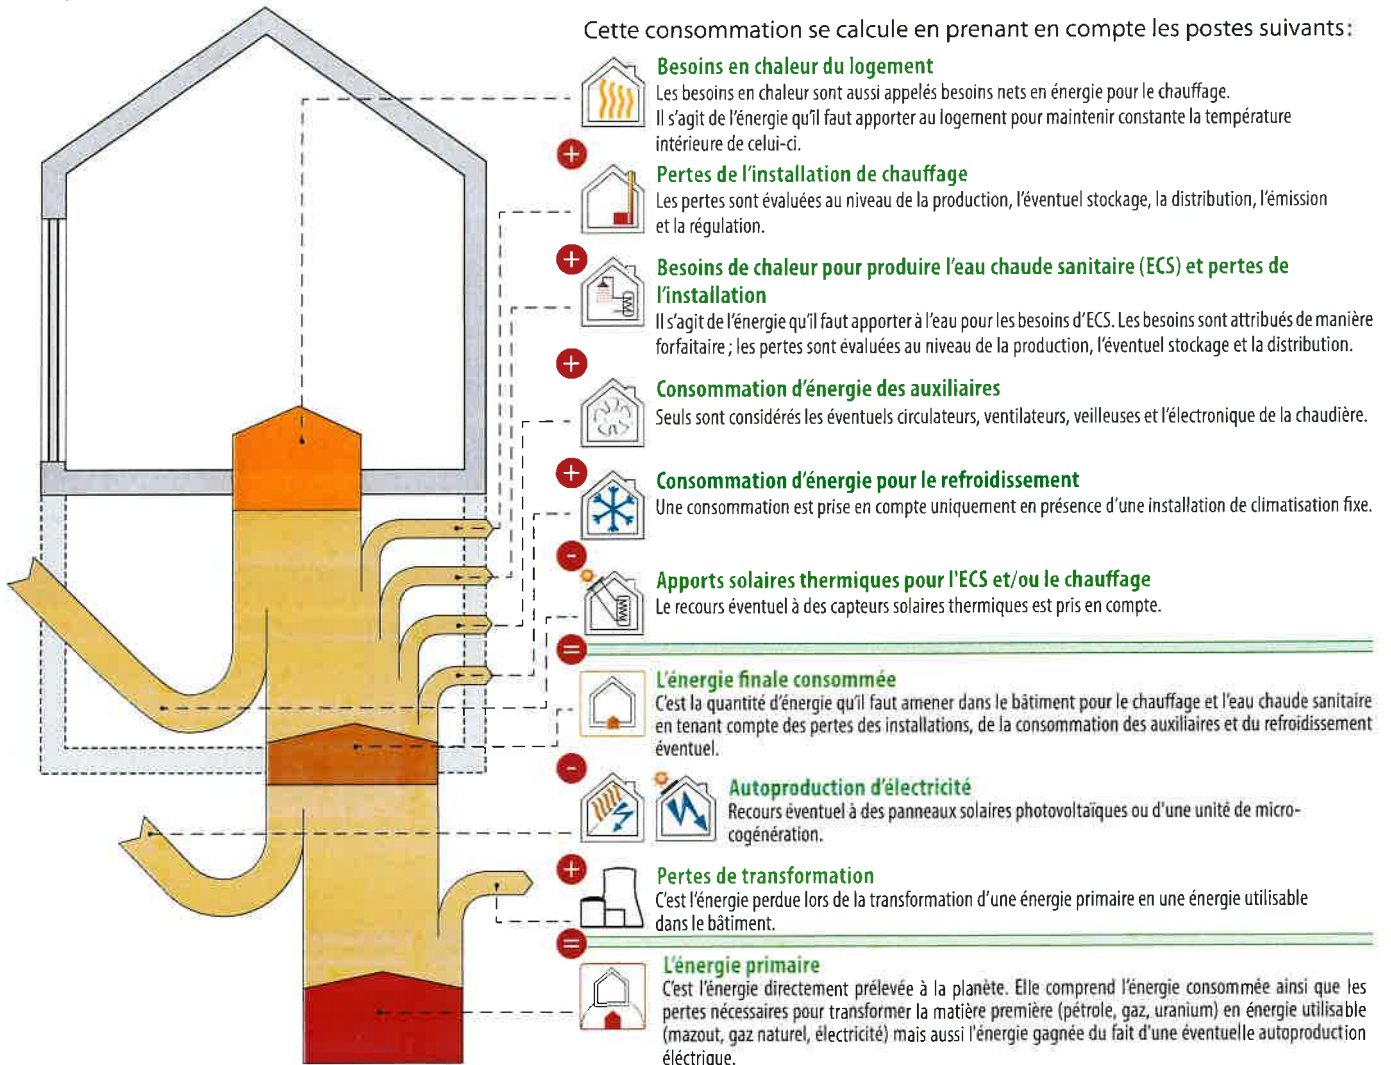 Cette consommation se calcule en prenant en compte les postes suivants:
Besoins en chaleur du logement
Les besoins en chaleur sont aussi appelés besoins nets en énergie pour le chauffage.
Il s'agit de l'énergie qu'il faut apporter au logement pour maintenir constante la température
intérieure de celui-ci.
+
Pertes de l'installation de chauffage
Les pertes sont évaluées au niveau de la production, l'éventuel stockage, la distribution, l'émission
et la régulation.
+
Besoins de chaleur pour produire l'eau chaude sanitaire (ECS) et pertes de
l'installation
Il s'agit de l'énergie qu'il faut apporter à l'eau pour les besoins d'ECS. Les besoins sont attribués de manière
forfaitaire ; les pertes sont évaluées au niveau de la production, l'éventuel stockage et la distribution.
+
Consommation d'énergie des auxiliaires
Seuls sont considérés les éventuels circulateurs, ventilateurs, veilleuses et l'électronique de la chaudière.
+
Consommation d'énergie pour le refroidissement
Une consommation est prise en compte uniquement en présence d'une installation de climatisation fixe.
-
Apports solaires thermiques pour l'ECS et/ou le chauffage
Le recours éventuel à des capteurs solaires thermiques est pris en compte.
=
L'énergie finale consommée
C'est la quantité d'énergie qu'il faut amener dans le bâtiment pour le chauffage et l'eau chaude sanitaire
en tenant compte des pertes des installations, de la consommation des auxiliaires et du refroidissement
éventuel.
-
Autoproduction d'électricité
Recours éventuel à des panneaux solaires photovoltaïques ou d'une unité de micro-
cogénération.
+
Pertes de transformation
C'est l'énergie perdue lors de la transformation d'une énergie primaire en une énergie utilisable
dans le bâtiment.
=
L'énergie primaire
C'est l'énergie directement prélevée à la planète. Elle comprend l'énergie consommée ainsi que les
pertes nécessaires pour transformer la matière première (pétrole, gaz, uranium) en énergie utilisable
(mazout, gaz naturel, électricité) mais aussi l'énergie gagnée du fait d'une éventuelle autoproduction
éléctrique.